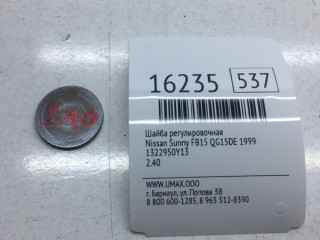 2.40
16235 537
Шайба регулировочная
Nissan Sunny FB15 QG15DE 1999
1322950Y13
2.40
WWW.UMAX.OOO
г. Барнаул, ул. Попова 3В
8 800 600-1285, 8 963 512-8390